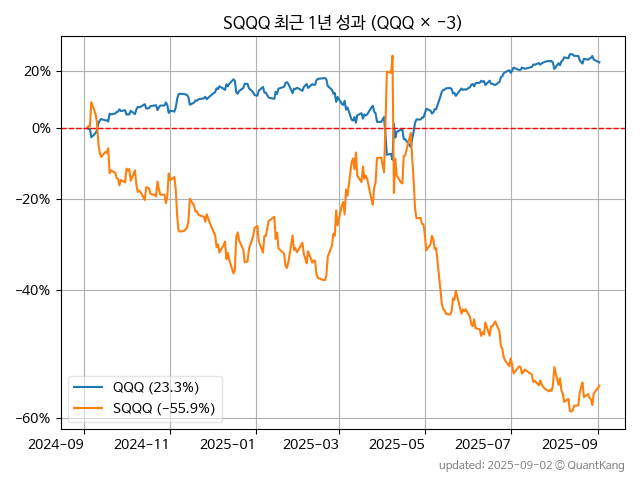 SQQQ 최근 1년 성과 (QQQ × −3)
20%
0%
−20%
−40%
−60%
QQQ (23.3%)
SQQQ (−55.9%)
2024-09 2024-11 2025-01 2025-03 2025-05 2025-07 2025-09
updated: 2025-09-02 © QuantKang